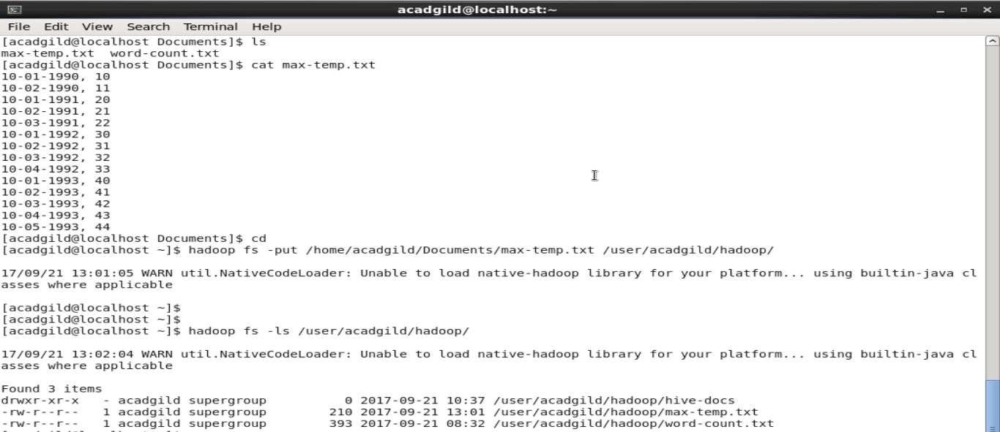 acadgild@localhost:~
File Edit View Search Terminal Help
[acadgild@localhost Documents]$ ls
max-temp.txt  word-count.txt
[acadgild@localhost Documents]$ cat max-temp.txt
10-01-1990, 10
10-02-1990, 11
10-01-1991, 20
10-02-1991, 21
10-03-1991, 22
10-01-1992, 30
10-02-1992, 31
10-03-1992, 32
10-04-1992, 33
10-01-1993, 40
10-02-1993, 41
10-03-1993, 42
10-04-1993, 43
10-05-1993, 44
[acadgild@localhost Documents]$ cd
[acadgild@localhost ~]$ hadoop fs -put /home/acadgild/Documents/max-temp.txt /user/acadgild/hadoop/
17/09/21 13:01:05 WARN util.NativeCodeLoader: Unable to load native-hadoop library for your platform... using builtin-java cl
asses where applicable
[acadgild@localhost ~]$
[acadgild@localhost ~]$
[acadgild@localhost ~]$ hadoop fs -ls /user/acadgild/hadoop/
17/09/21 13:02:04 WARN util.NativeCodeLoader: Unable to load native-hadoop library for your platform... using builtin-java cl
asses where applicable
Found 3 items
drwxr-xr-x   - acadgild supergroup          0 2017-09-21 10:37 /user/acadgild/hadoop/hive-docs
-rw-r--r--   1 acadgild supergroup        210 2017-09-21 13:01 /user/acadgild/hadoop/max-temp.txt
-rw-r--r--   1 acadgild supergroup        393 2017-09-21 08:32 /user/acadgild/hadoop/word-count.txt